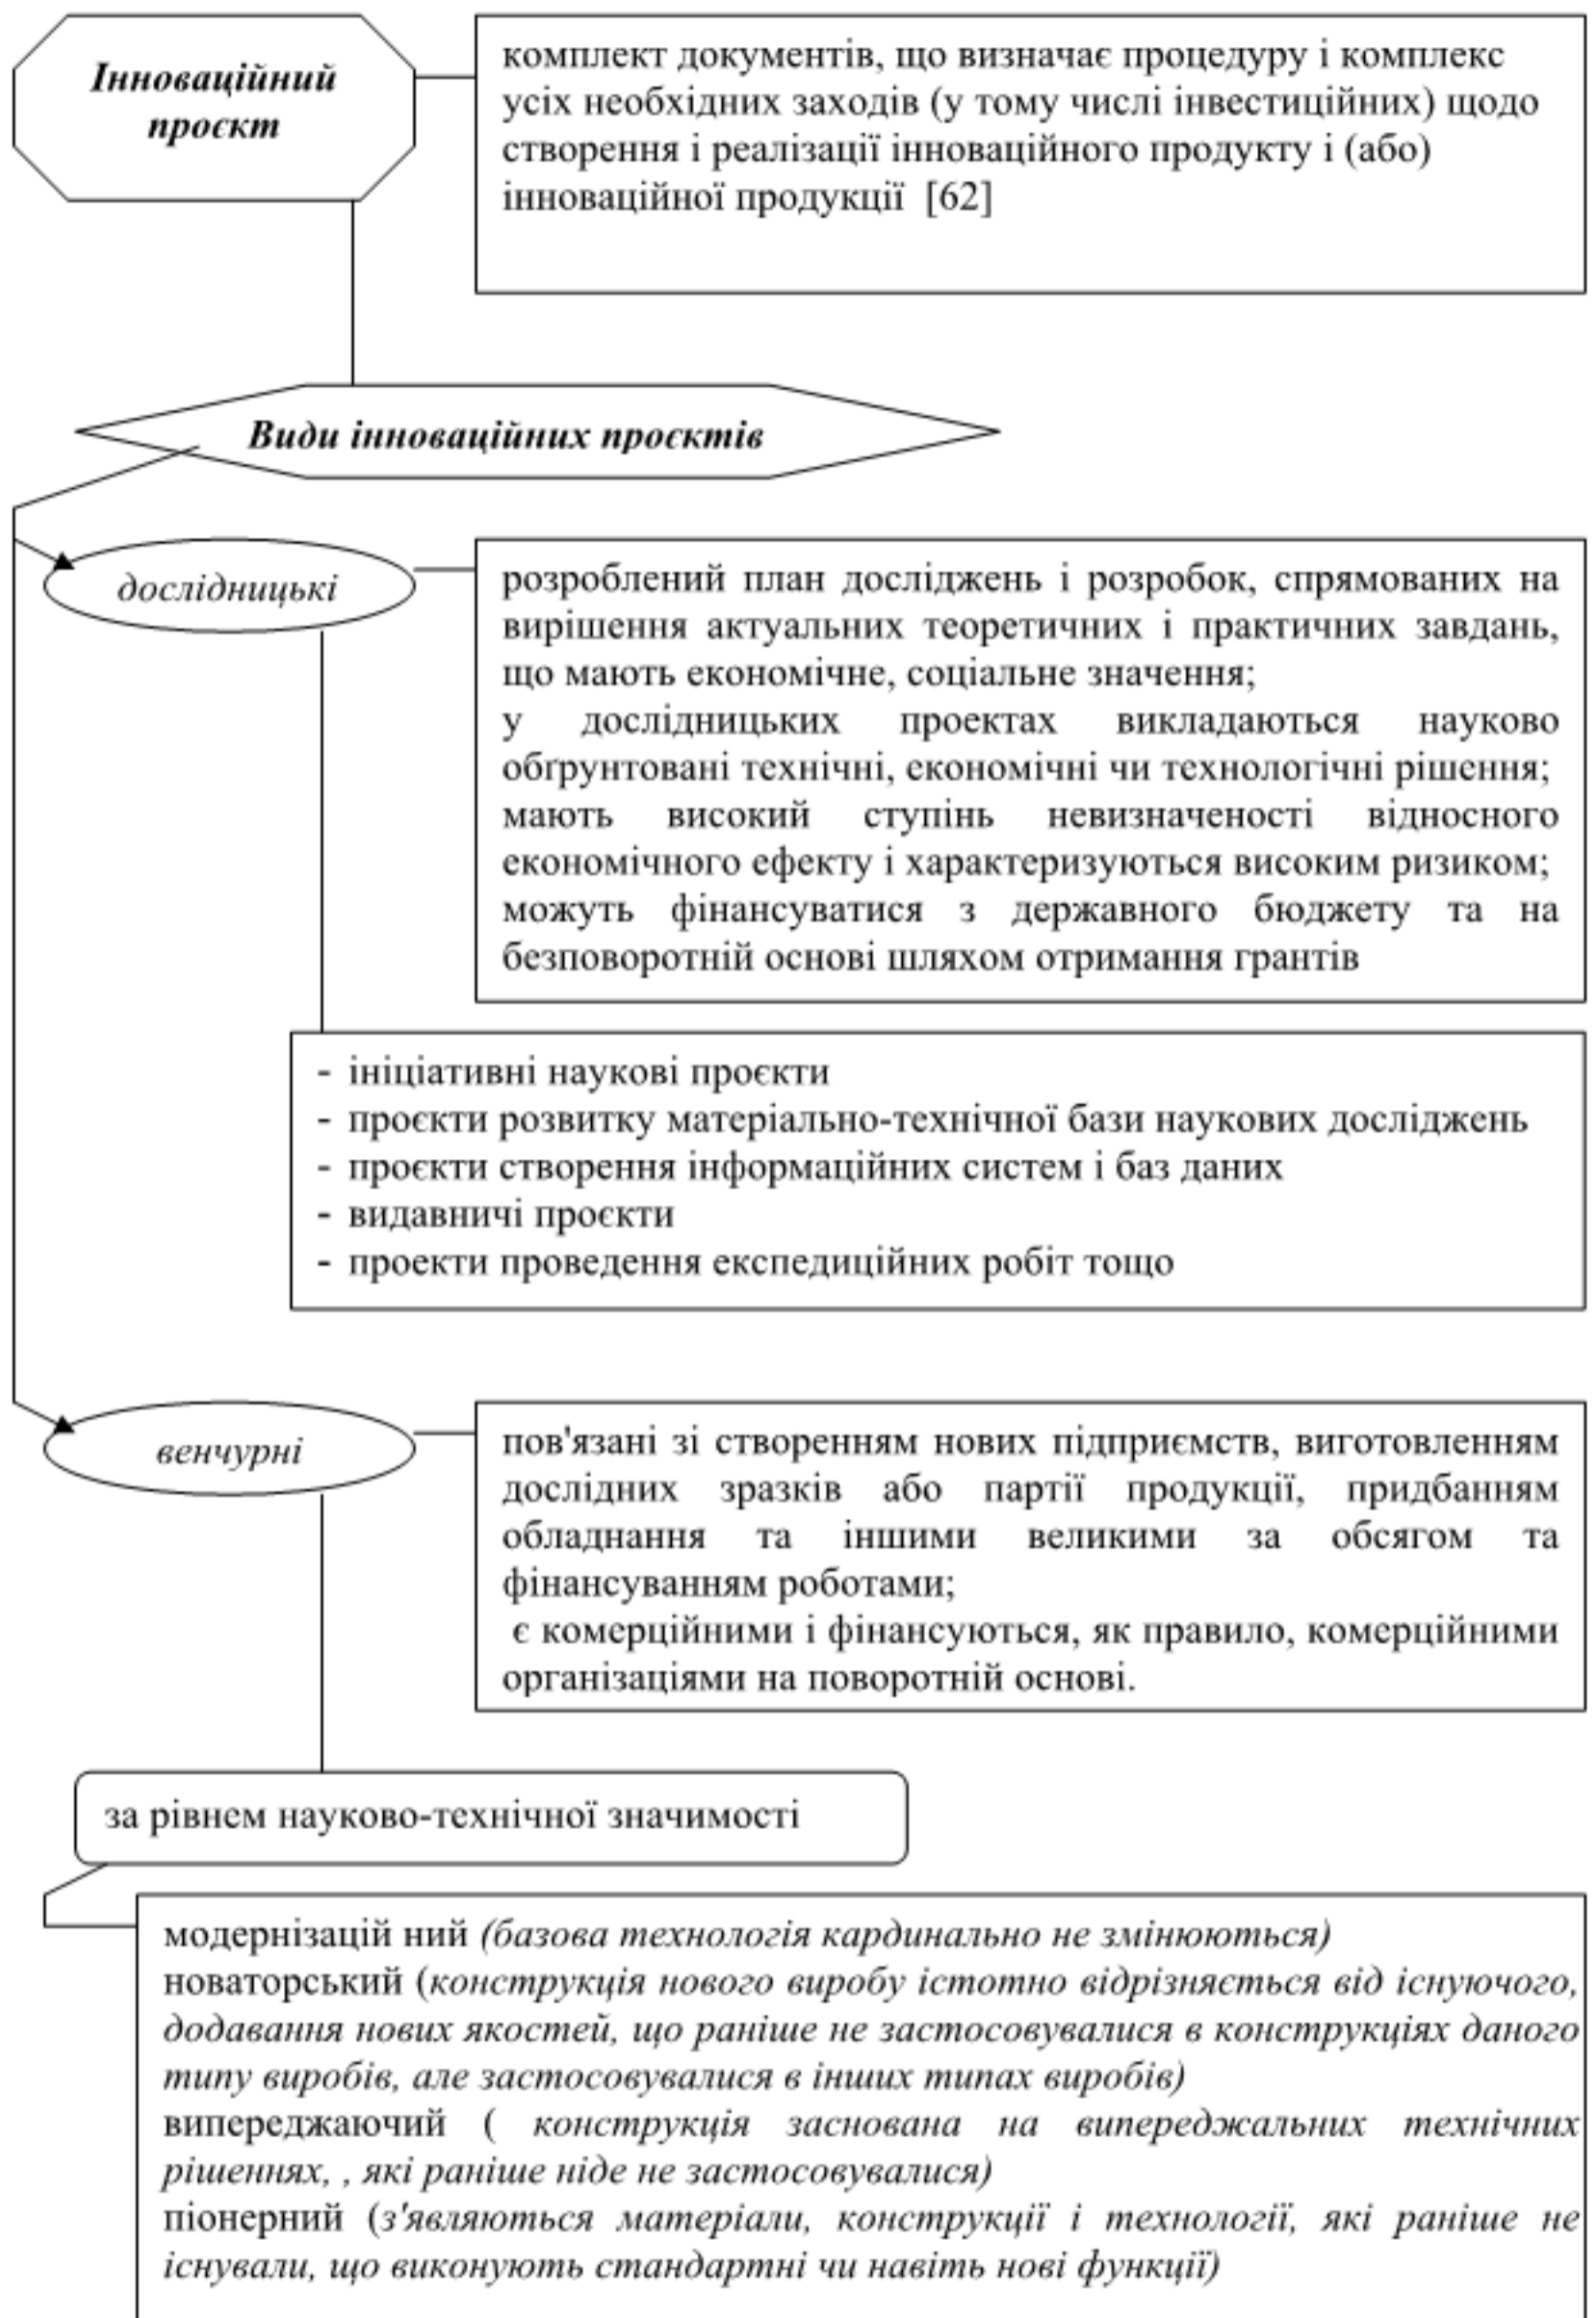 Інноваційний
проєкт
комплект документів, що визначає процедуру і комплекс
усіх необхідних заходів (у тому числі інвестиційних) щодо
створення і реалізації інноваційного продукту і (або)
інноваційної продукції [62]
Види інноваційних проєктів
дослідницькі
розроблений план досліджень і розробок, спрямованих на
вирішення актуальних теоретичних і практичних завдань,
що мають економічне, соціальне значення;
у дослідницьких проектах викладаються науково
обґрунтовані технічні, економічні чи технологічні рішення;
мають високий ступінь невизначеності відносного
економічного ефекту і характеризуються високим ризиком;
можуть фінансуватися з державного бюджету та на
безповоротній основі шляхом отримання грантів
- ініціативні наукові проєкти
- проєкти розвитку матеріально-технічної бази наукових досліджень
- проєкти створення інформаційних систем і баз даних
- видавничі проєкти
- проекти проведення експедиційних робіт тощо
венчурні
пов'язані зі створенням нових підприємств, виготовленням
дослідних зразків або партії продукції, придбанням
обладнання та іншими великими за обсягом та
фінансуванням роботами;
є комерційними і фінансуються, як правило, комерційними
організаціями на поворотній основі.
за рівнем науково-технічної значимості
модернізацій ний (базова технологія кардинально не змінюються)
новаторський (конструкція нового виробу істотно відрізняється від існуючого,
додавання нових якостей, що раніше не застосовувалися в конструкціях даного
типу виробів, але застосовувалися в інших типах виробів)
випереджаючий ( конструкція заснована на випереджальних технічних
рішеннях, , які раніше ніде не застосовувалися)
піонерний (з'являються матеріали, конструкції і технології, які раніше не
існували, що виконують стандартні чи навіть нові функції)